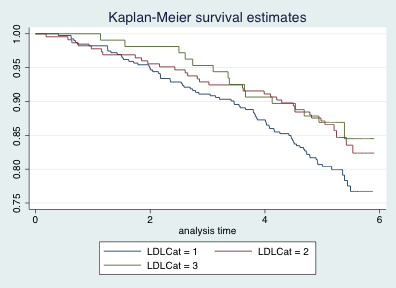 Kaplan-Meier survival estimates
1.00
0.95
0.90
0.85
0.80
0.75
0 2 4 6
analysis time
LDLCat = 1 LDLCat = 2
LDLCat = 3